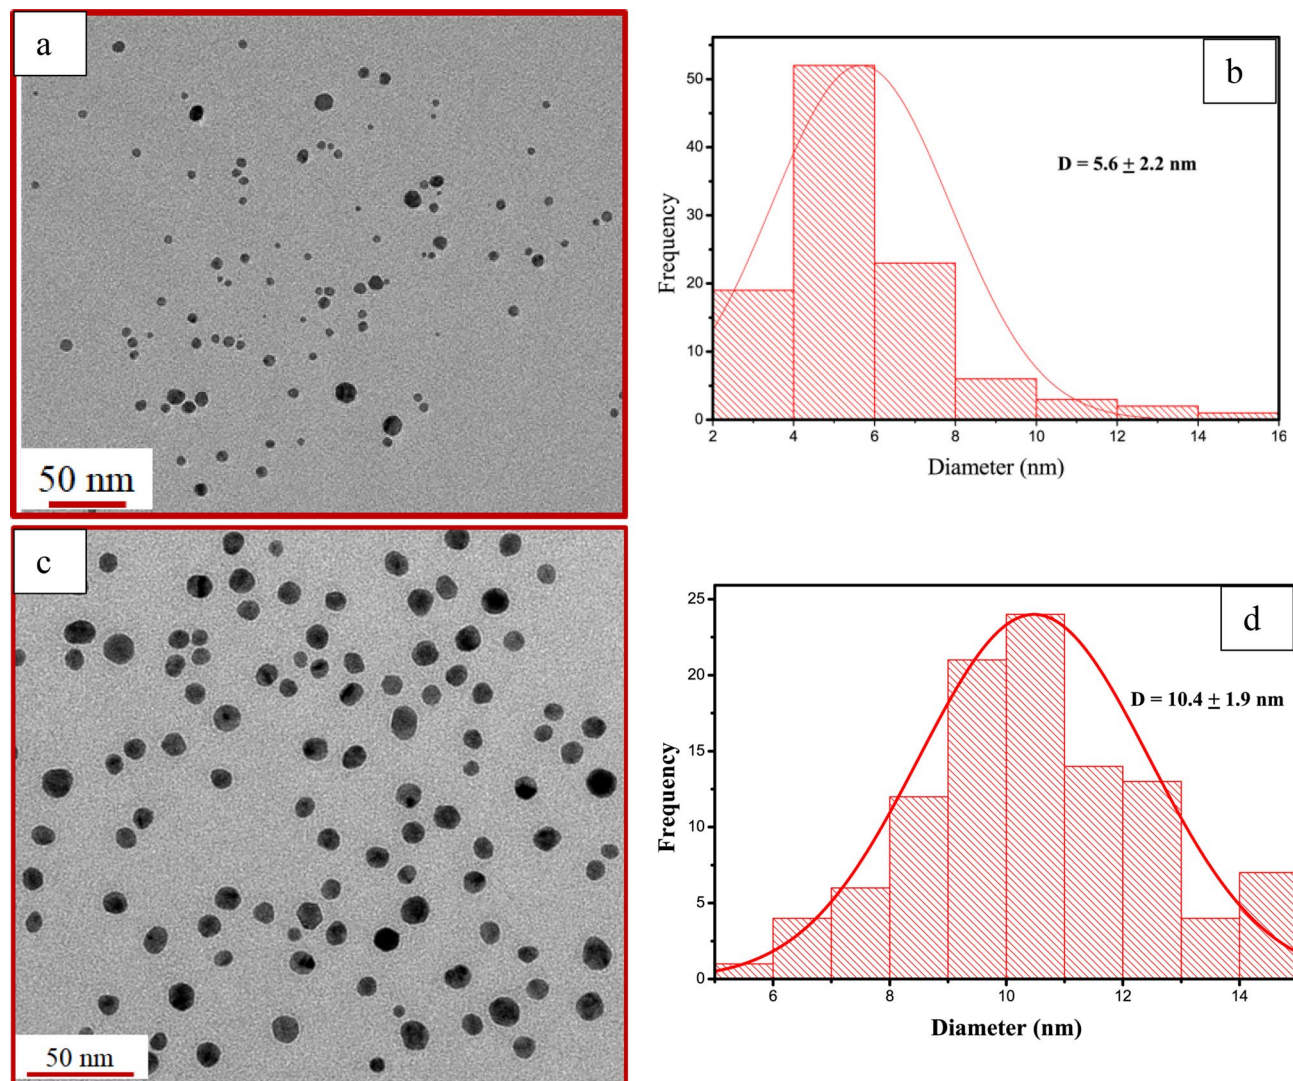 a
50 nm
b
50
40
30
20
10
0
Frequency
D = 5.6 ± 2.2 nm
2 4 6 8 10 12 14 16
Diameter (nm)
c
50 nm
d
25
20
15
10
5
0
Frequency
D = 10.4 ± 1.9 nm
6 8 10 12 14
Diameter (nm)